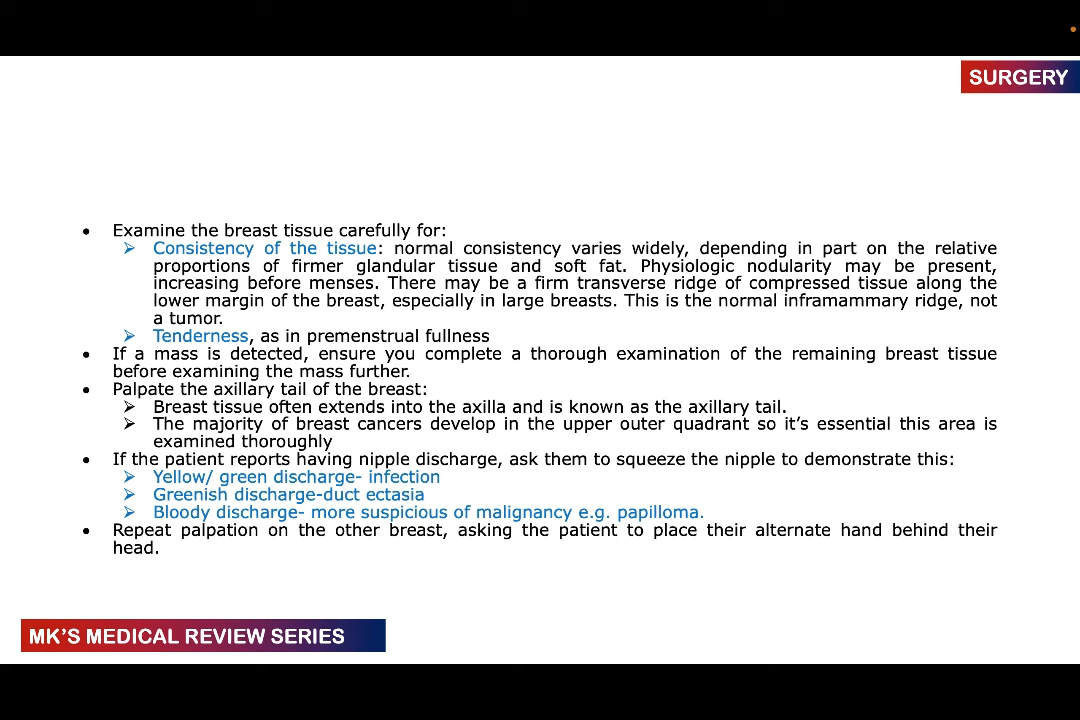 SURGERY
• Examine the breast tissue carefully for:
➢ Consistency of the tissue: normal consistency varies widely, depending in part on the relative
proportions of firmer glandular tissue and soft fat. Physiologic nodularity may be present,
increasing before menses. There may be a firm transverse ridge of compressed tissue along the
lower margin of the breast, especially in large breasts. This is the normal inframammary ridge, not
a tumor.
➢ Tenderness, as in premenstrual fullness
• If a mass is detected, ensure you complete a thorough examination of the remaining breast tissue
before examining the mass further.
• Palpate the axillary tail of the breast:
➢ Breast tissue often extends into the axilla and is known as the axillary tail.
➢ The majority of breast cancers develop in the upper outer quadrant so it’s essential this area is
examined thoroughly
• If the patient reports having nipple discharge, ask them to squeeze the nipple to demonstrate this:
➢ Yellow/ green discharge- infection
➢ Greenish discharge-duct ectasia
➢ Bloody discharge- more suspicious of malignancy e.g. papilloma.
• Repeat palpation on the other breast, asking the patient to place their alternate hand behind their
head.
MK’S MEDICAL REVIEW SERIES